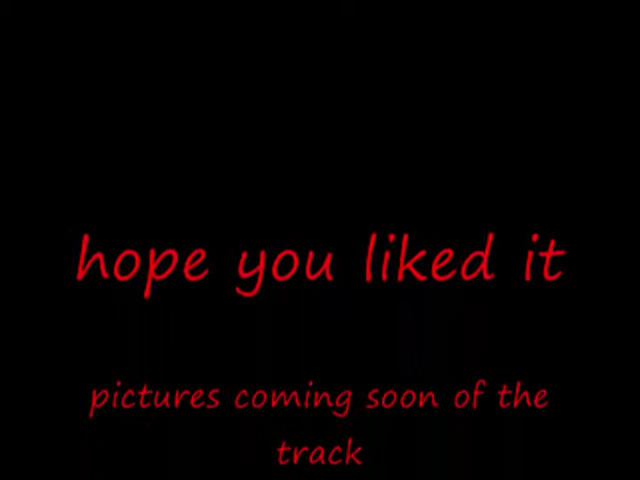 hope you liked it
pictures coming soon of the
track